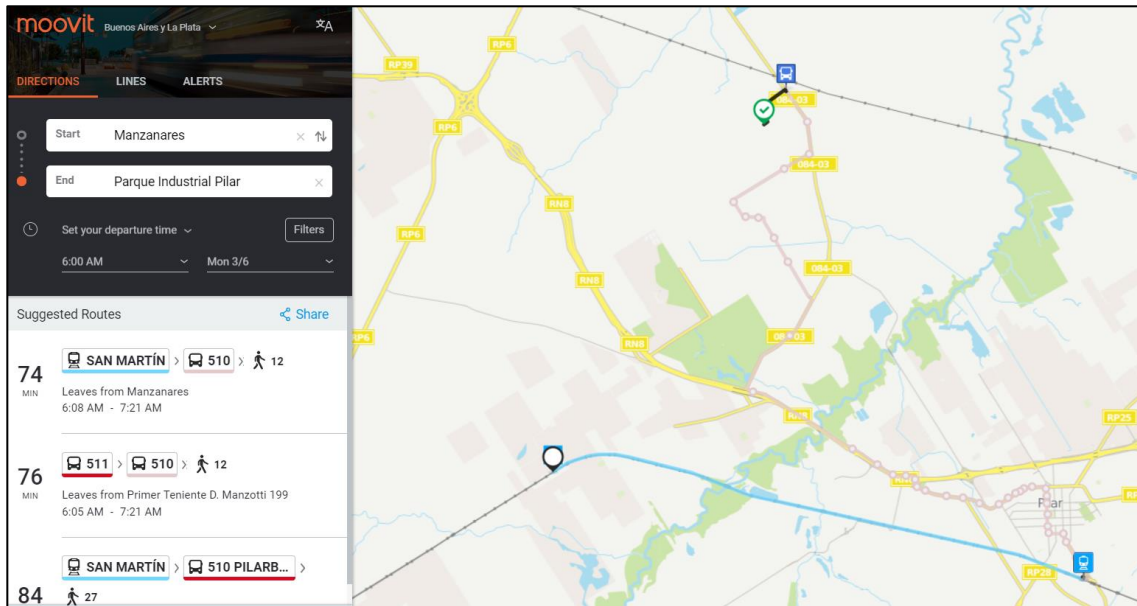 moovit Buenos Aires y La Plata
DIRECTIONS LINES ALERTS
Start Manzanares
End Parque Industrial Pilar
Set your departure time Filters
6:00 AM Mon 3/6
Suggested Routes Share
74 MIN
SAN MARTÍN > 510 > 12
Leaves from Manzanares
6:08 AM - 7:21 AM
76 MIN
511 > 510 > 12
Leaves from Primer Teniente D. Manzotti 199
6:05 AM - 7:21 AM
84
SAN MARTÍN > 510 PILARB... >
27
RP6
RP39
RP6
RP6
084-03
084-03
RN8
RP6
084-03
RN8
RP6
RN8
RN8
RP25
Pilar
RP28